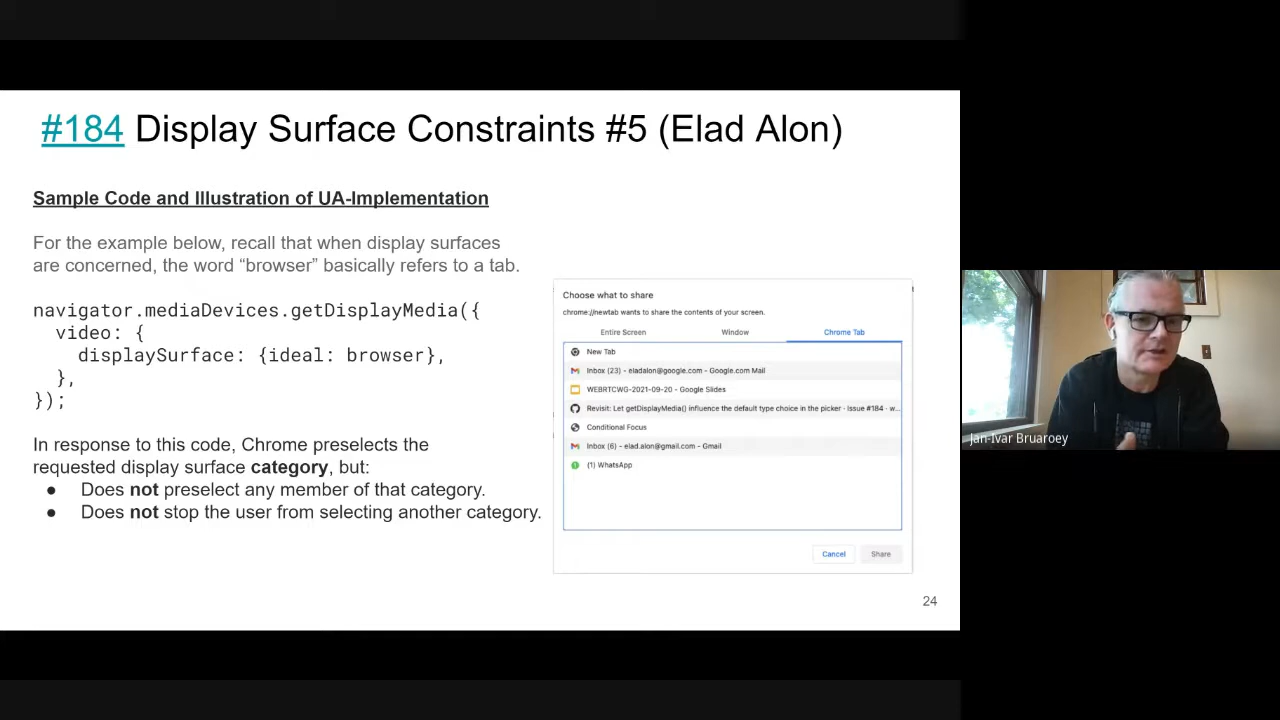 #184 Display Surface Constraints #5 (Elad Alon)
Sample Code and Illustration of UA-Implementation
For the example below, recall that when display surfaces
are concerned, the word “browser” basically refers to a tab.
navigator.mediaDevices.getDisplayMedia({
  video: {
    displaySurface: {ideal: browser},
  },
});
In response to this code, Chrome preselects the
requested display surface category, but:
● Does not preselect any member of that category.
● Does not stop the user from selecting another category.
Choose what to share
chrome://newtab wants to share the contents of your screen.
Entire Screen Window Chrome Tab
New Tab
Inbox (23) - eladalon@google.com - Google.com Mail
WEBRTCWG-2021-09-20 - Google Slides
Revisit: Let getDisplayMedia() influence the default type choice in the picker · Issue #184 · w...
Conditional Focus
Inbox (6) - elad.alon@gmail.com - Gmail
(1) WhatsApp
Cancel Share
24
Jan-Ivar Bruaroey